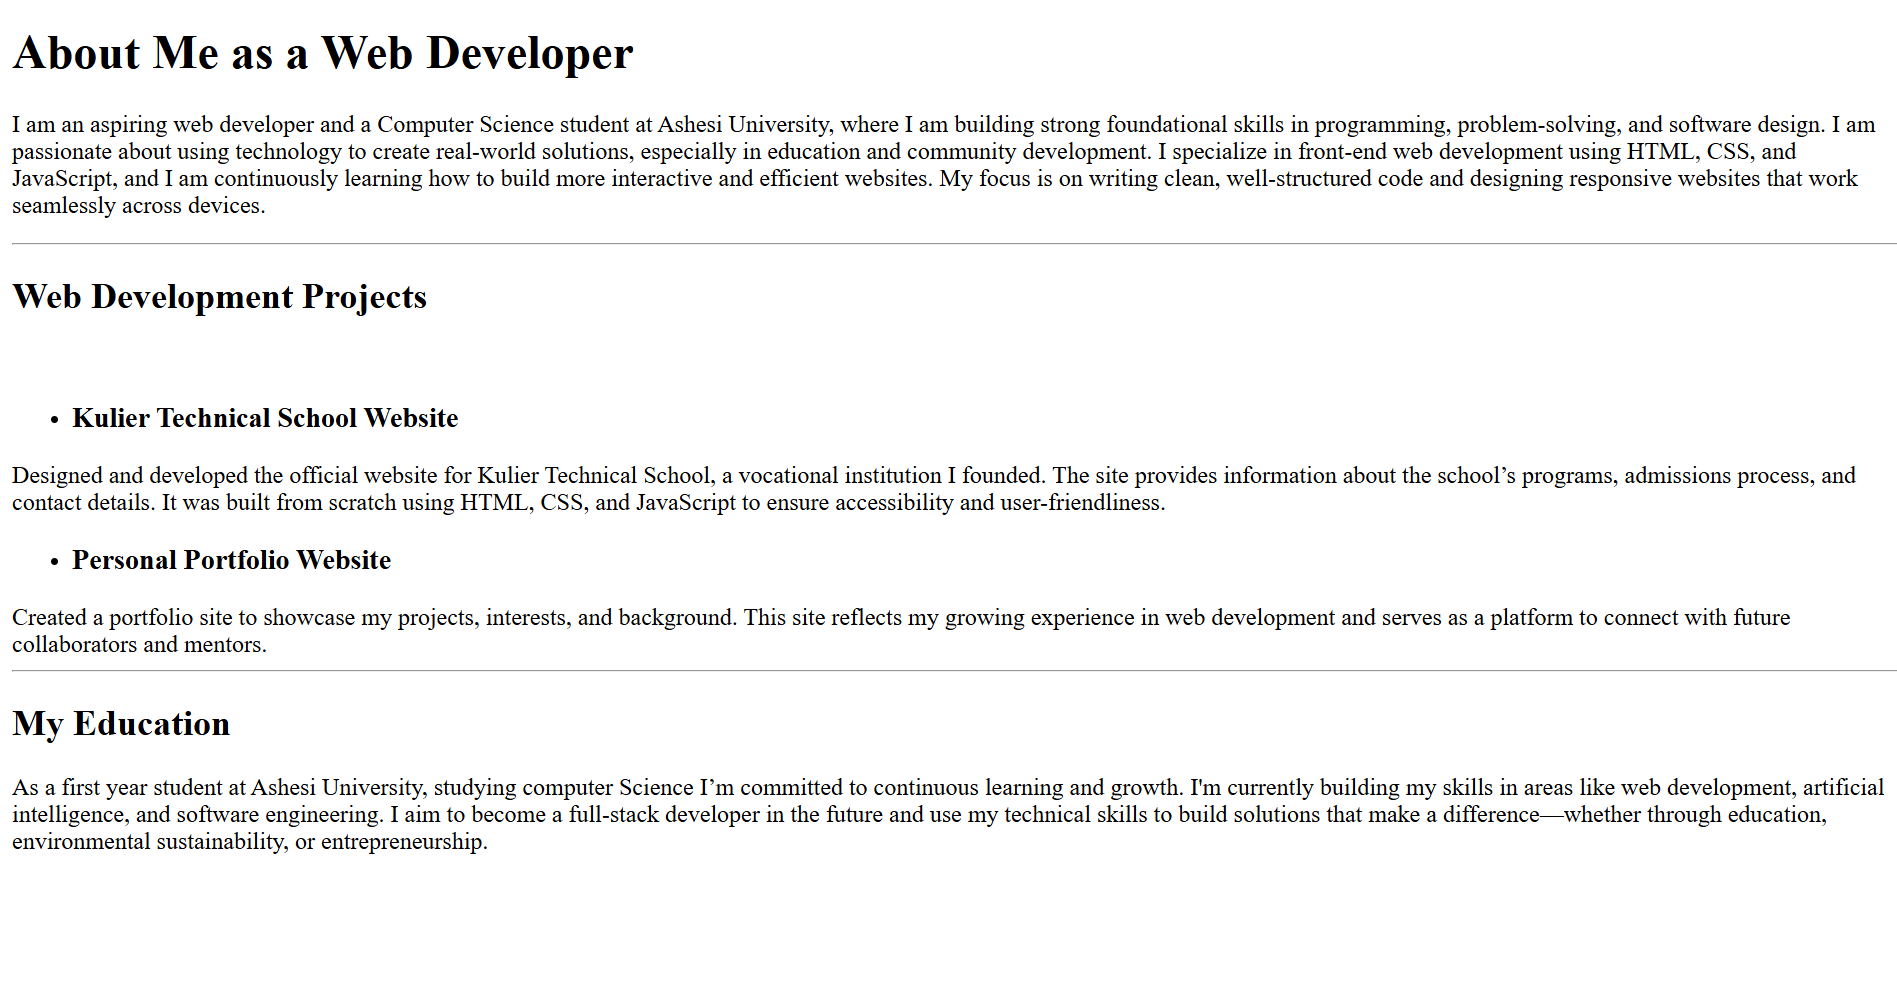 About Me as a Web Developer
I am an aspiring web developer and a Computer Science student at Ashesi University, where I am building strong foundational skills in programming, problem-solving, and software design. I am
passionate about using technology to create real-world solutions, especially in education and community development. I specialize in front-end web development using HTML, CSS, and
JavaScript, and I am continuously learning how to build more interactive and efficient websites. My focus is on writing clean, well-structured code and designing responsive websites that work
seamlessly across devices.
Web Development Projects
• Kulier Technical School Website
Designed and developed the official website for Kulier Technical School, a vocational institution I founded. The site provides information about the school’s programs, admissions process, and
contact details. It was built from scratch using HTML, CSS, and JavaScript to ensure accessibility and user-friendliness.
• Personal Portfolio Website
Created a portfolio site to showcase my projects, interests, and background. This site reflects my growing experience in web development and serves as a platform to connect with future
collaborators and mentors.
My Education
As a first year student at Ashesi University, studying computer Science I’m committed to continuous learning and growth. I'm currently building my skills in areas like web development, artificial
intelligence, and software engineering. I aim to become a full-stack developer in the future and use my technical skills to build solutions that make a difference—whether through education,
environmental sustainability, or entrepreneurship.